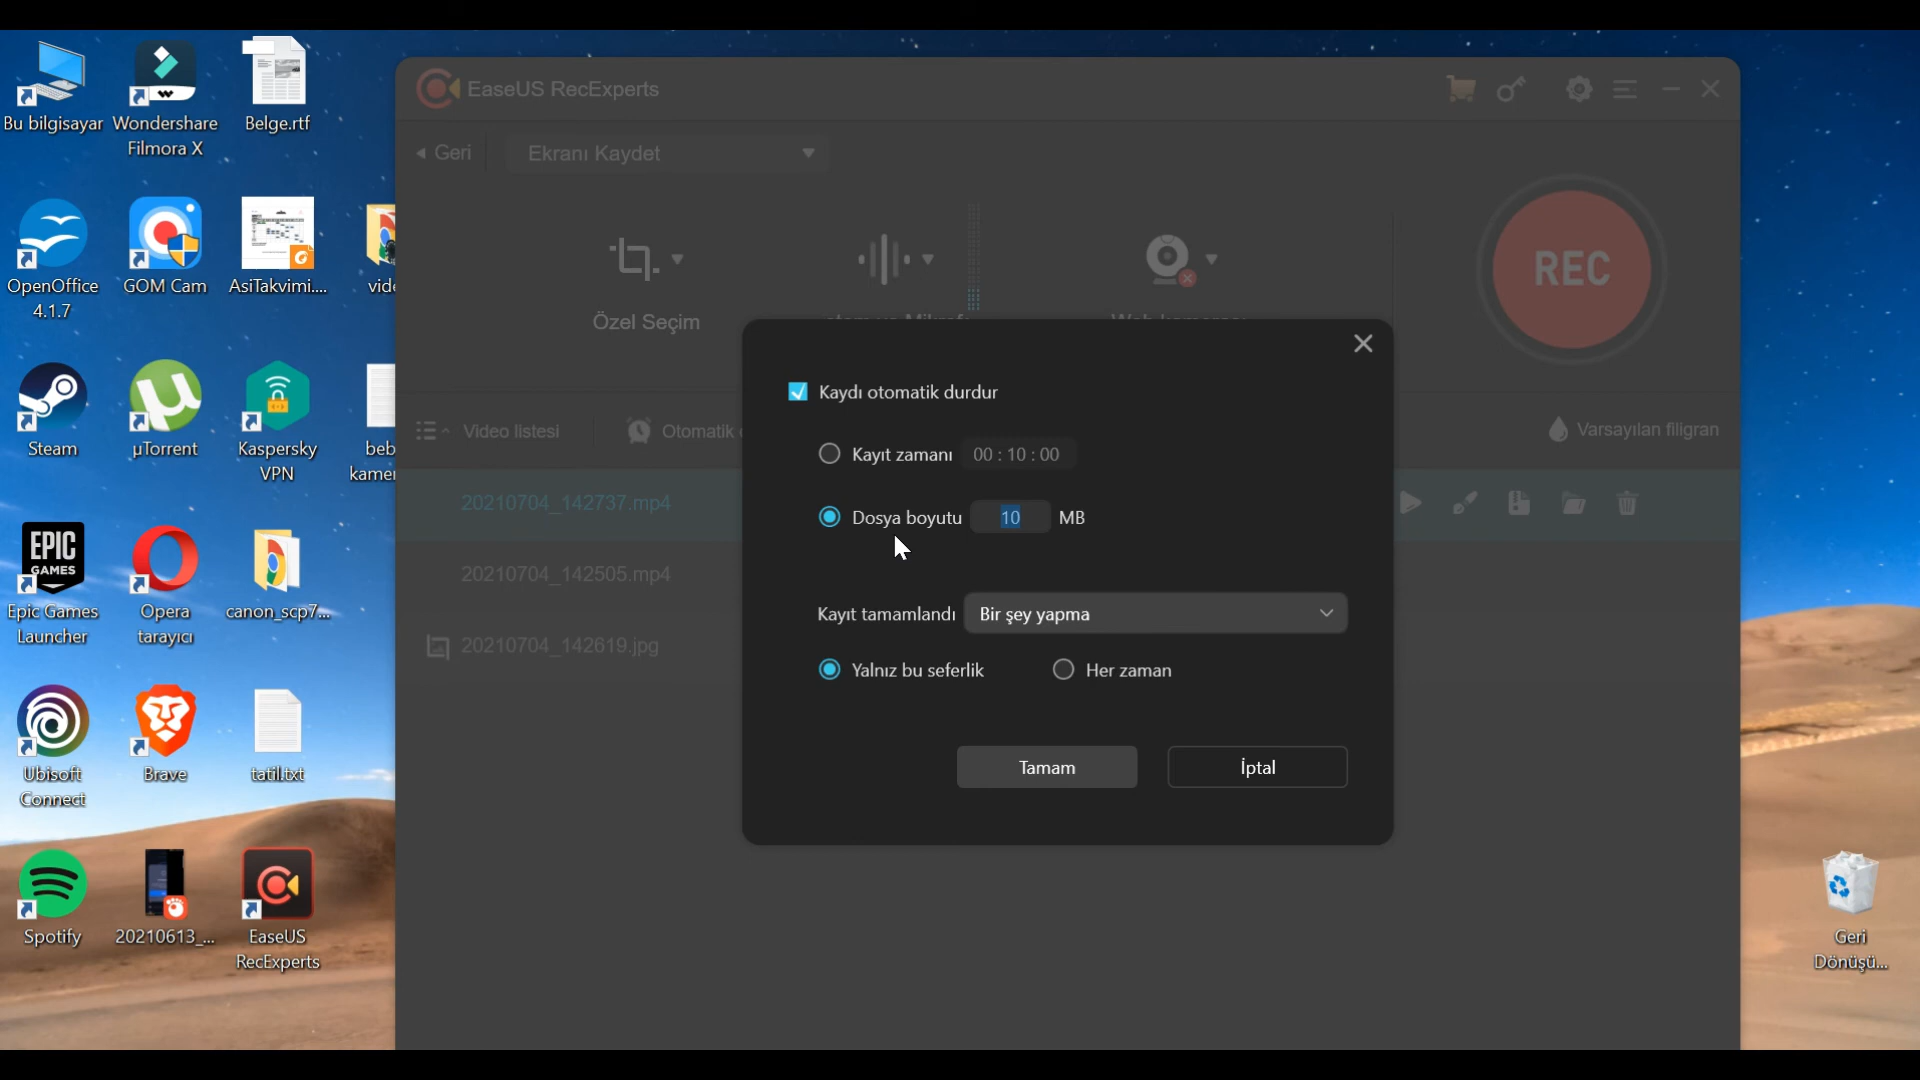 Bu bilgisayar
Wondershare
Filmora X
Belge.rtf
OpenOffice
4.1.7
GOM Cam
AsiTakvimi....
Steam
µTorrent
Kaspersky
VPN
EPIC
GAMES
Epic Games
Launcher
Opera
tarayıcı
canon_scp7...
Ubisoft
Connect
Brave
tatil.txt
Spotify
20210613_...
EaseUS
RecExperts
Geri
Dönüşü...
EaseUS RecExperts
Geri
Ekranı Kaydet
Özel Seçim
REC
Video listesi
Otomatik
Varsayılan filigran
20210704_142737.mp4
20210704_142505.mp4
20210704_142619.jpg
Kaydı otomatik durdur
Kayıt zamanı 00 : 10 : 00
Dosya boyutu 10 MB
Kayıt tamamlandı Bir şey yapma
Yalnız bu seferlik Her zaman
Tamam İptal